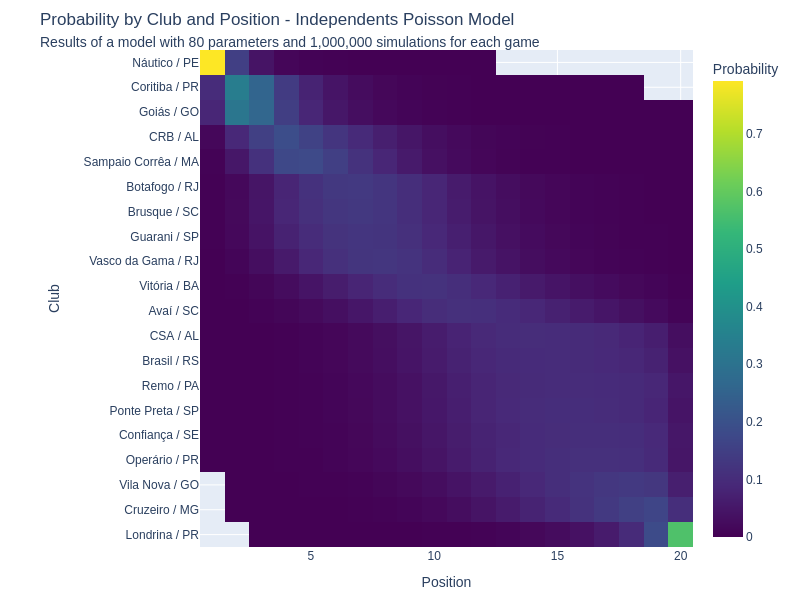 Probability by Club and Position - Independents Poisson Model
Results of a model with 80 parameters and 1,000,000 simulations for each game
Probability
Náutico / PE
Coritiba / PR
Goiás / GO
CRB / AL
Sampaio Corrêa / MA
Botafogo / RJ
Brusque / SC
Guarani / SP
Vasco da Gama / RJ
Vitória / BA
Avaí / SC
CSA / AL
Brasil / RS
Remo / PA
Ponte Preta / SP
Confiança / SE
Operário / PR
Vila Nova / GO
Cruzeiro / MG
Londrina / PR
Club
5
10
15
20
Position
0.7
0.6
0.5
0.4
0.3
0.2
0.1
0